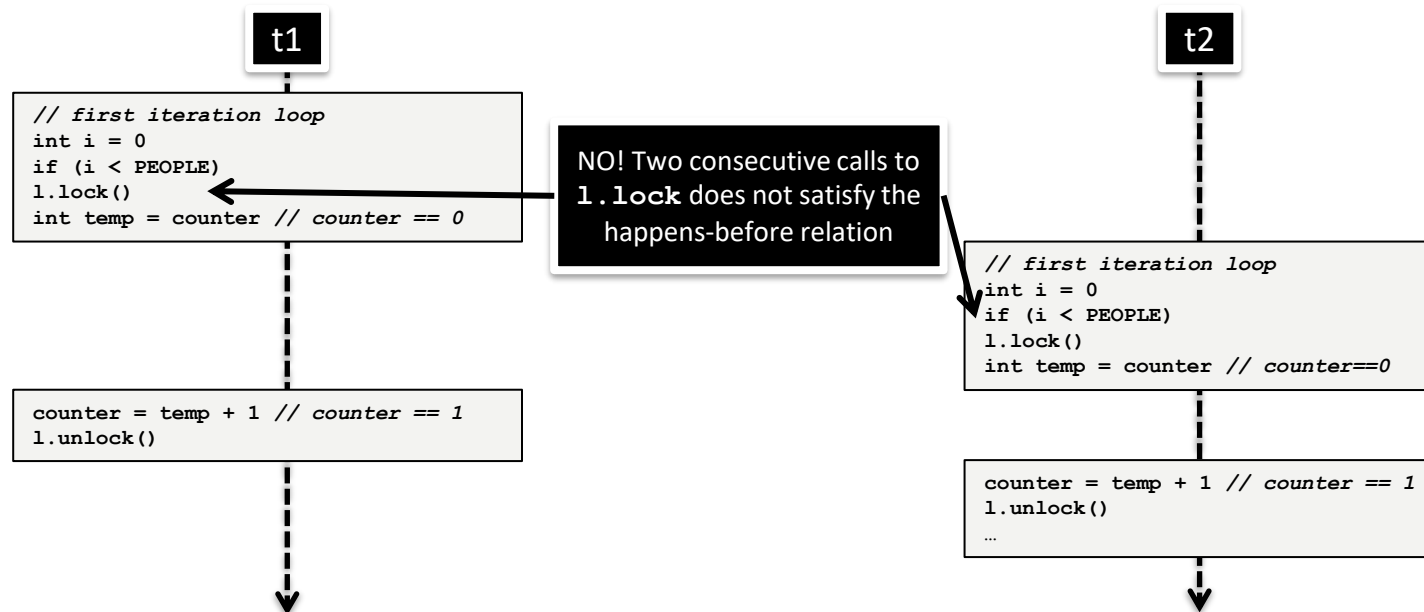 t1
t2
// first iteration loop
int i = 0
if (i < PEOPLE)
l.lock()
int temp = counter // counter == 0
NO! Two consecutive calls to
l.lock does not satisfy the
happens-before relation
// first iteration loop
int i = 0
if (i < PEOPLE)
l.lock()
int temp = counter // counter==0
counter = temp + 1 // counter == 1
l.unlock()
counter = temp + 1 // counter == 1
l.unlock()
…